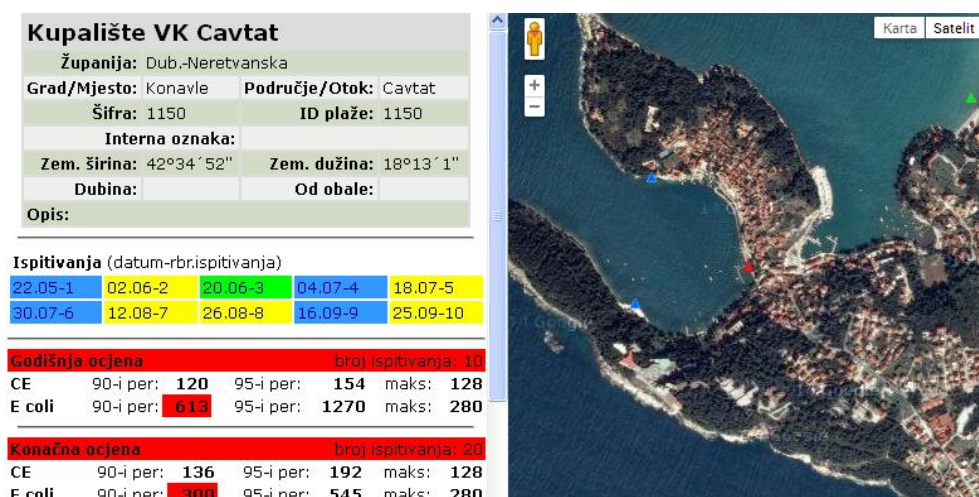 Kupalište VK Cavtat
Županija: Dub.-Neretvanska
Grad/Mjesto: Konavle Područje/Otok: Cavtat
Šifra: 1150 ID plaže: 1150
Interna oznaka:
Zem. širina: 42°34´52" Zem. dužina: 18°13´1"
Dubina: Od obale:
Opis:
Ispitivanja (datum-rbr.ispitivanja)
22.05-1 02.06-2 20.06-3 04.07-4 18.07-5
30.07-6 12.08-7 26.08-8 16.09-9 25.09-10
Godišnja ocjena broj ispitivanja: 10
CE 90-i per: 120 95-i per: 154 maks: 128
E coli 90-i per: 613 95-i per: 1270 maks: 280
Konačna ocjena broj ispitivanja: 20
CE 90-i per: 136 95-i per: 192 maks: 128
E coli 90-i per: 300 95-i per: 545 maks: 280
Karta Satelit
+
−